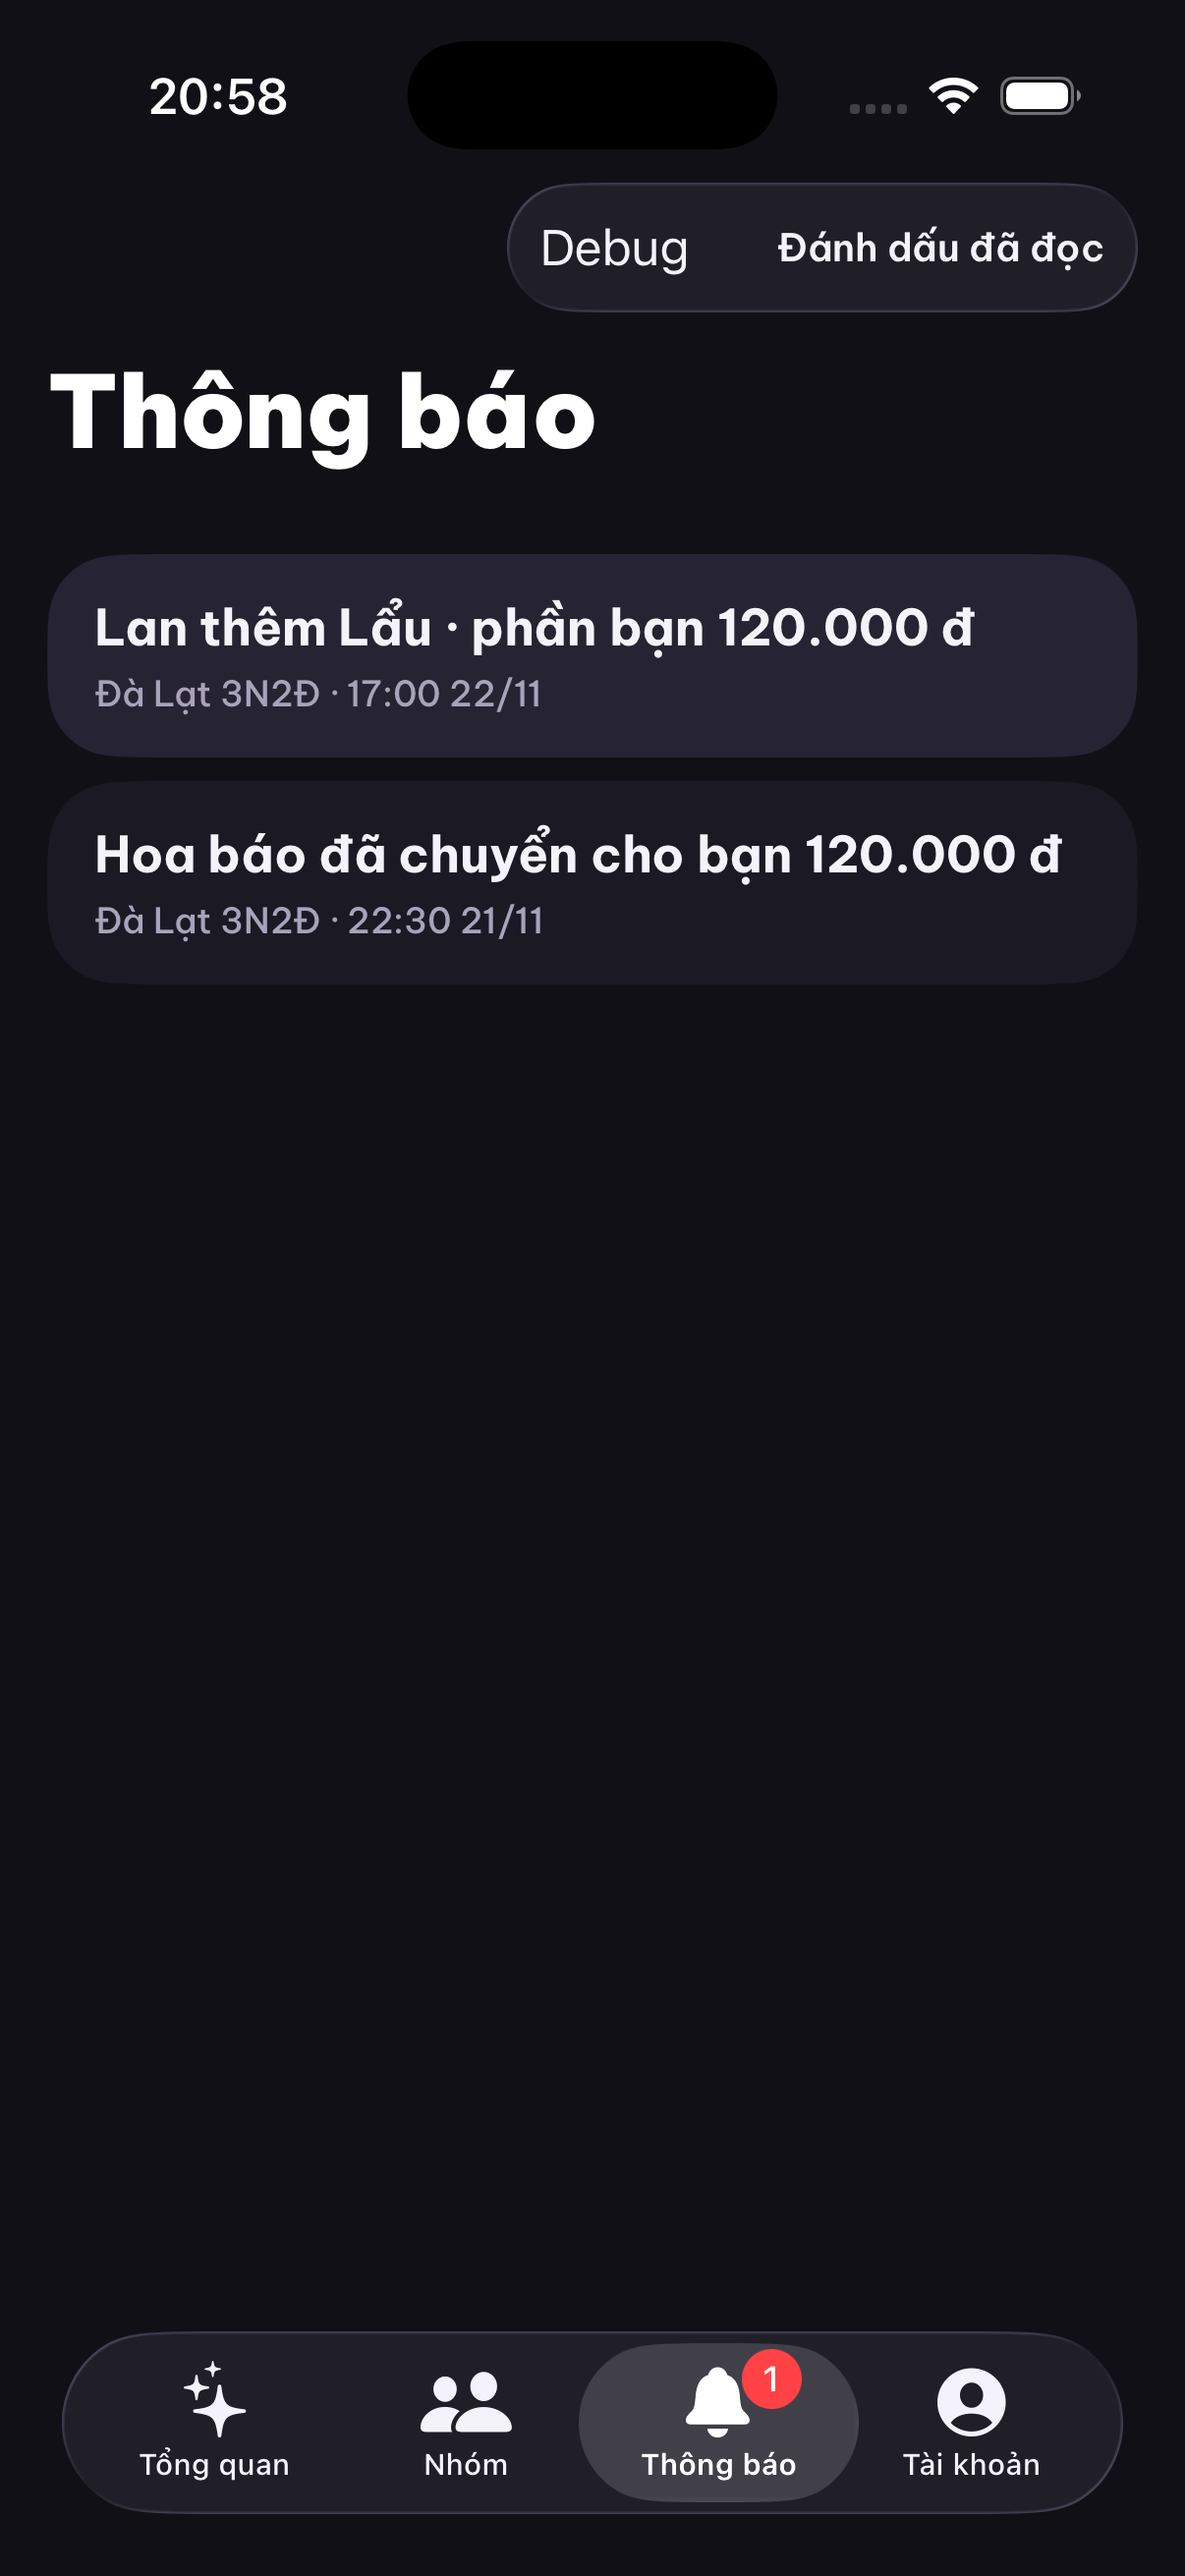 20:58
Debug
Đánh dấu đã đọc
Thông báo
Lan thêm Lẩu · phần bạn 120.000 đ
Đà Lạt 3N2Đ · 17:00 22/11
Hoa báo đã chuyển cho bạn 120.000 đ
Đà Lạt 3N2Đ · 22:30 21/11
1
Tổng quan
Nhóm
Thông báo
Tài khoản